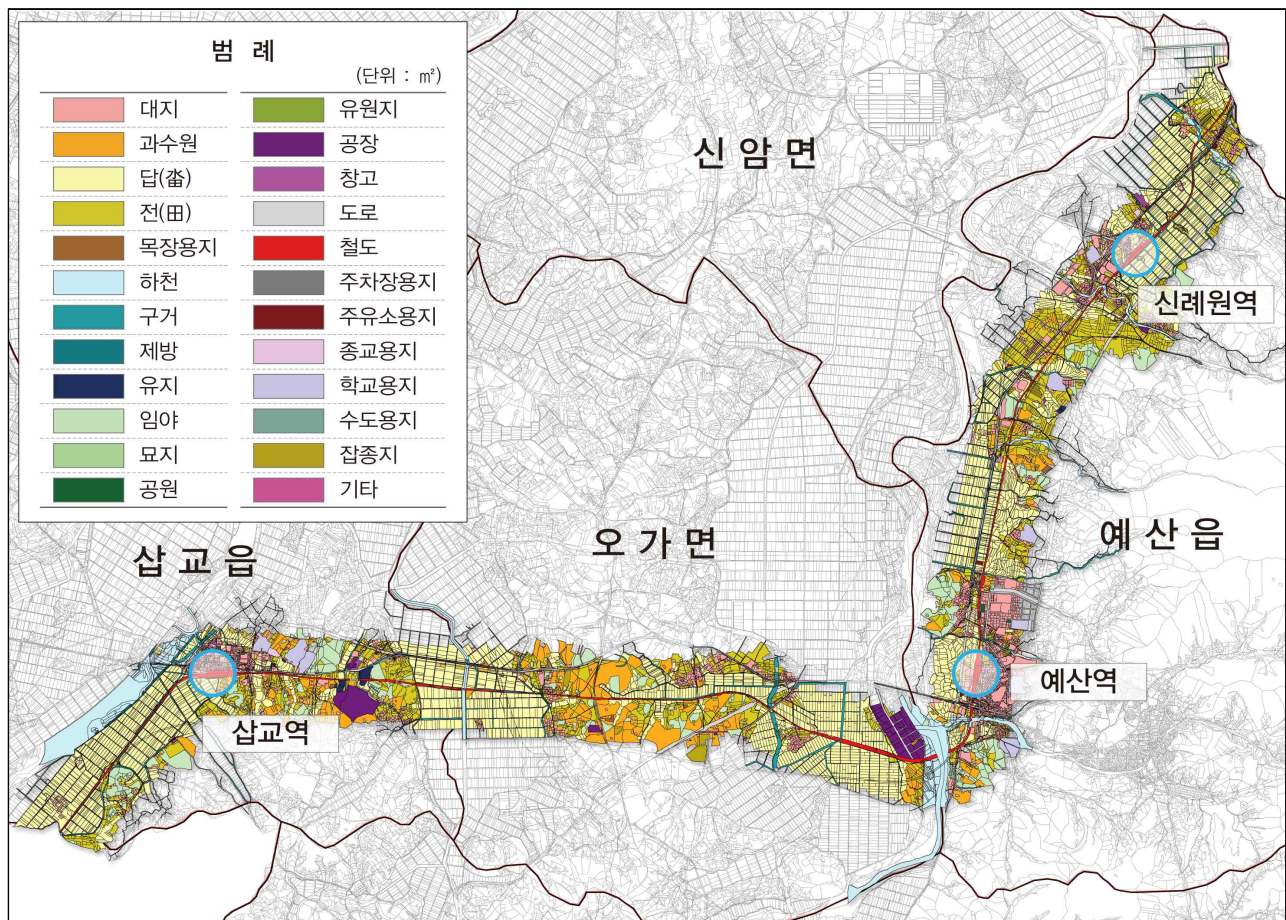 범 례
(단위 : ㎡)
대지
과수원
답(畓)
전(田)
목장용지
하천
구거
제방
유지
임야
묘지
공원
유원지
공장
창고
도로
철도
주차장용지
주유소용지
종교용지
학교용지
수도용지
잡종지
기타
신암면
신례원역
오가면
예산읍
삽교읍
예산역
삽교역